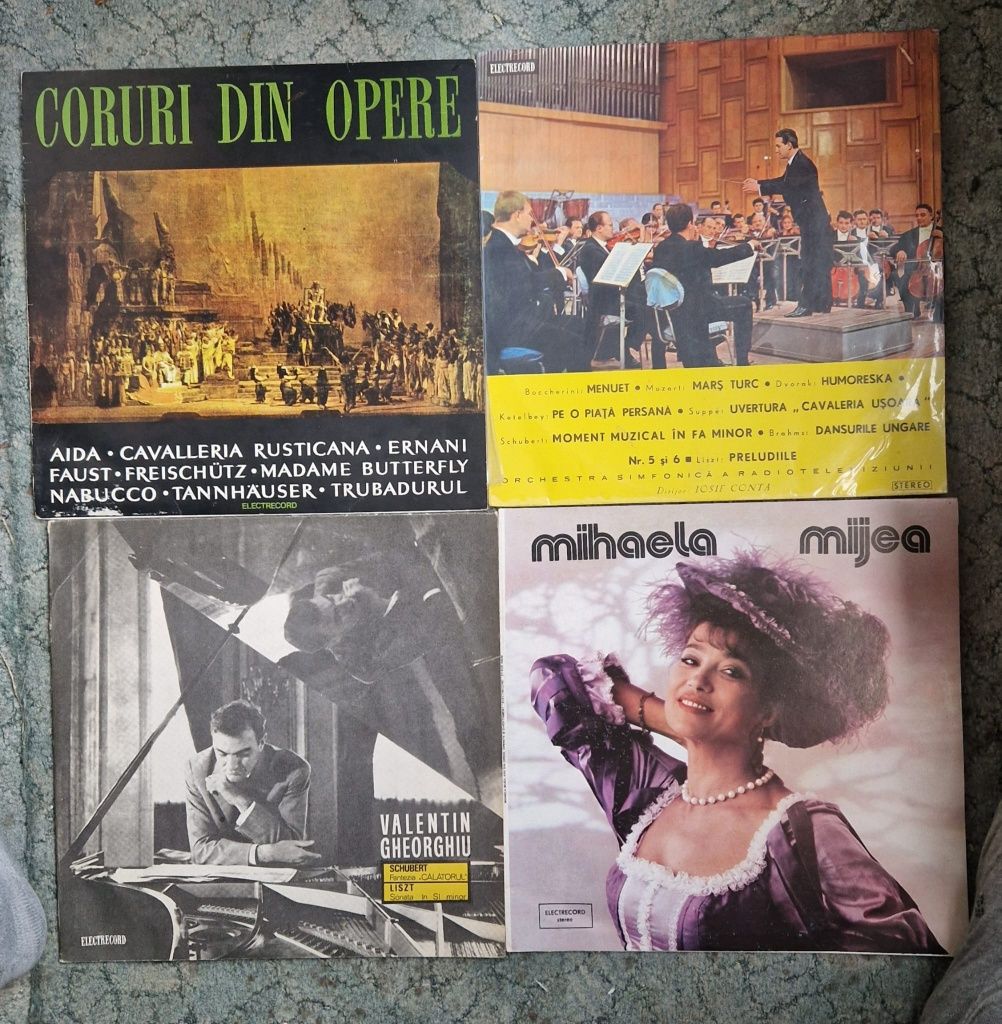 CORURI DIN OPERE
AIDA • CAVALLERIA RUSTICANA • ERNANI
FAUST • FREISCHÜTZ • MADAME BUTTERFLY
NABUCCO • TANNHÄUSER • TRUBADURUL
ELECTRECORD
ELECTRECORD
Boccherini: MENUET • Mozart: MARŞ TURC • Dvorak: HUMORESKA •
Ketelbey: PE O PIAŢĂ PERSANĂ • Suppé: UVERTURA „CAVALERIA UŞOARĂ"
Schubert: MOMENT MUZICAL ÎN FA MINOR • Brahms: DANSURILE UNGARE
Nr. 5 şi 6 ■ Liszt: PRELUDIILE
ORCHESTRA SIMFONICĂ A RADIOTELEVIZIUNII
Dirijor: IOSIF CONTA
STEREO
VALENTIN
GHEORGHIU
SCHUBERT
Fantezia „CĂLĂTORUL"
LISZT
Sonata în SI minor
ELECTRECORD
mihaela mijea
ELECTRECORD
stereo